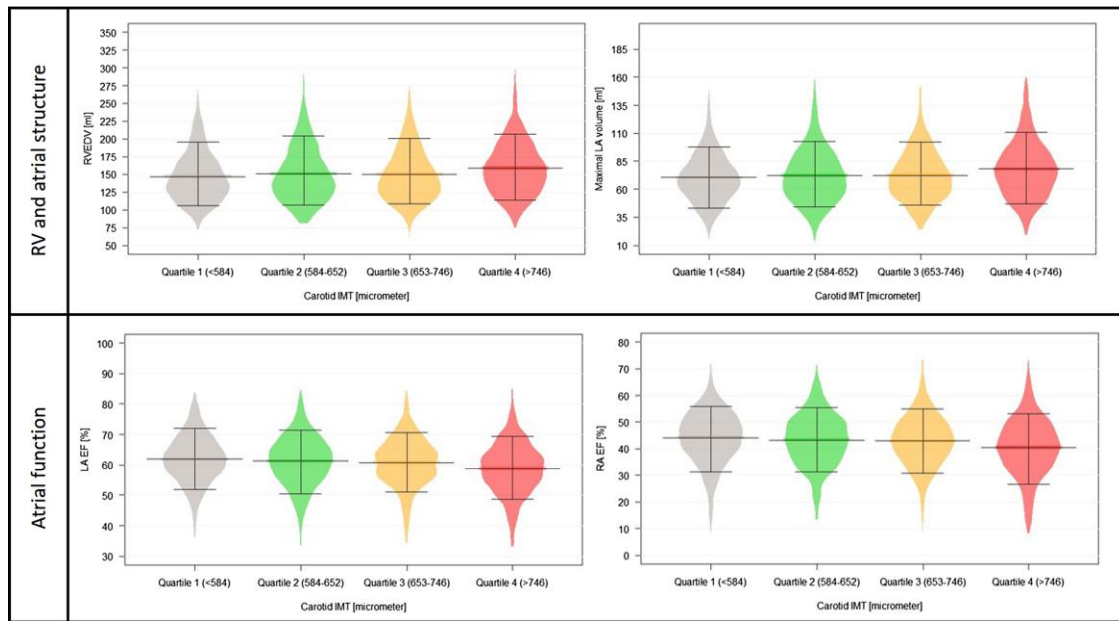 RV and atrial structure
RVEDV [ml]
350
325
300
275
250
225
200
175
150
125
100
75
50
Quartile 1 (<584) Quartile 2 (584-652) Quartile 3 (653-746) Quartile 4 (>746)
Carotid IMT [micrometer]
Maximal LA volume [ml]
185
160
135
110
85
60
35
10
Quartile 1 (<584) Quartile 2 (584-652) Quartile 3 (653-746) Quartile 4 (>746)
Carotid IMT [micrometer]
Atrial function
LA EF [%]
100
90
80
70
60
50
40
30
Quartile 1 (<584) Quartile 2 (584-652) Quartile 3 (653-746) Quartile 4 (>746)
Carotid IMT [micrometer]
RA EF [%]
80
70
60
50
40
30
20
10
0
Quartile 1 (<584) Quartile 2 (584-652) Quartile 3 (653-746) Quartile 4 (>746)
Carotid IMT [micrometer]